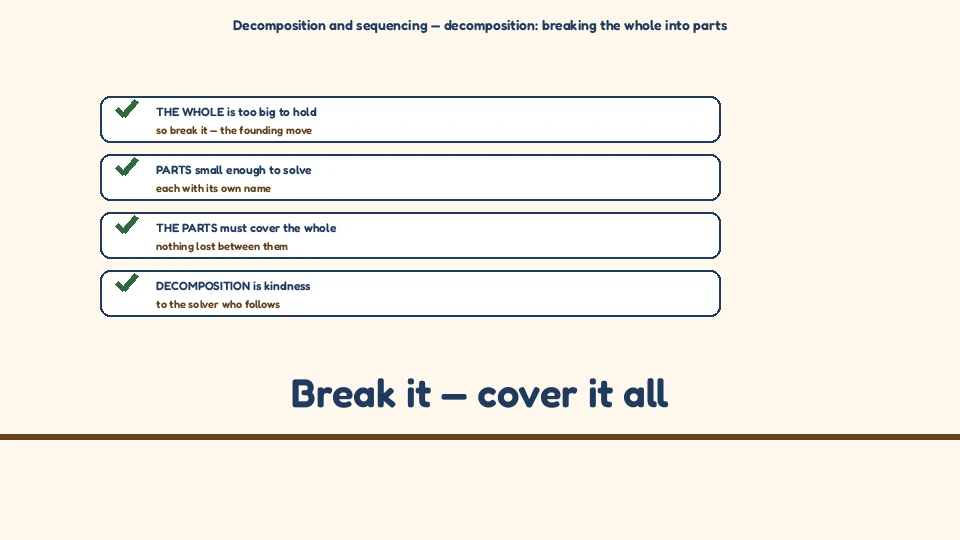 Decomposition and sequencing — decomposition: breaking the whole into parts
THE WHOLE is too big to hold
so break it — the founding move
PARTS small enough to solve
each with its own name
THE PARTS must cover the whole
nothing lost between them
DECOMPOSITION is kindness
to the solver who follows
Break it — cover it all